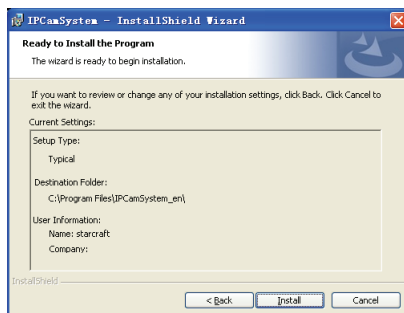 IPCamSystem - InstallShield Wizard
Ready to Install the Program
The wizard is ready to begin installation.
If you want to review or change any of your installation settings, click Back. Click Cancel to
exit the wizard.
Current Settings:
Setup Type:
Typical
Destination Folder:
C:\Program Files\IPCamSystem_en\
User Information:
Name: starcraft
Company:
InstallShield
< Back
Install
Cancel